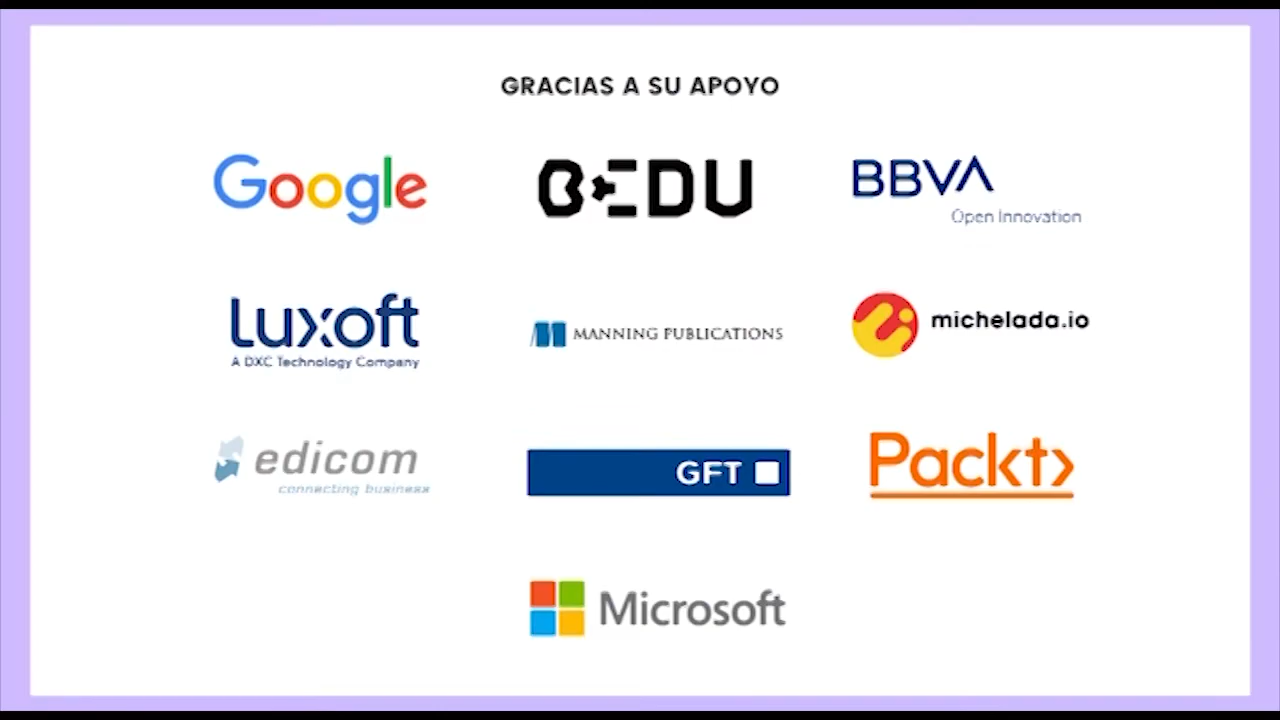 GRACIAS A SU APOYO
Google
BEDU
BBVA
Open Innovation
Luxoft
A DXC Technology Company
MANNING PUBLICATIONS
michelada.io
edicom
connecting business
GFT
Packt>
Microsoft